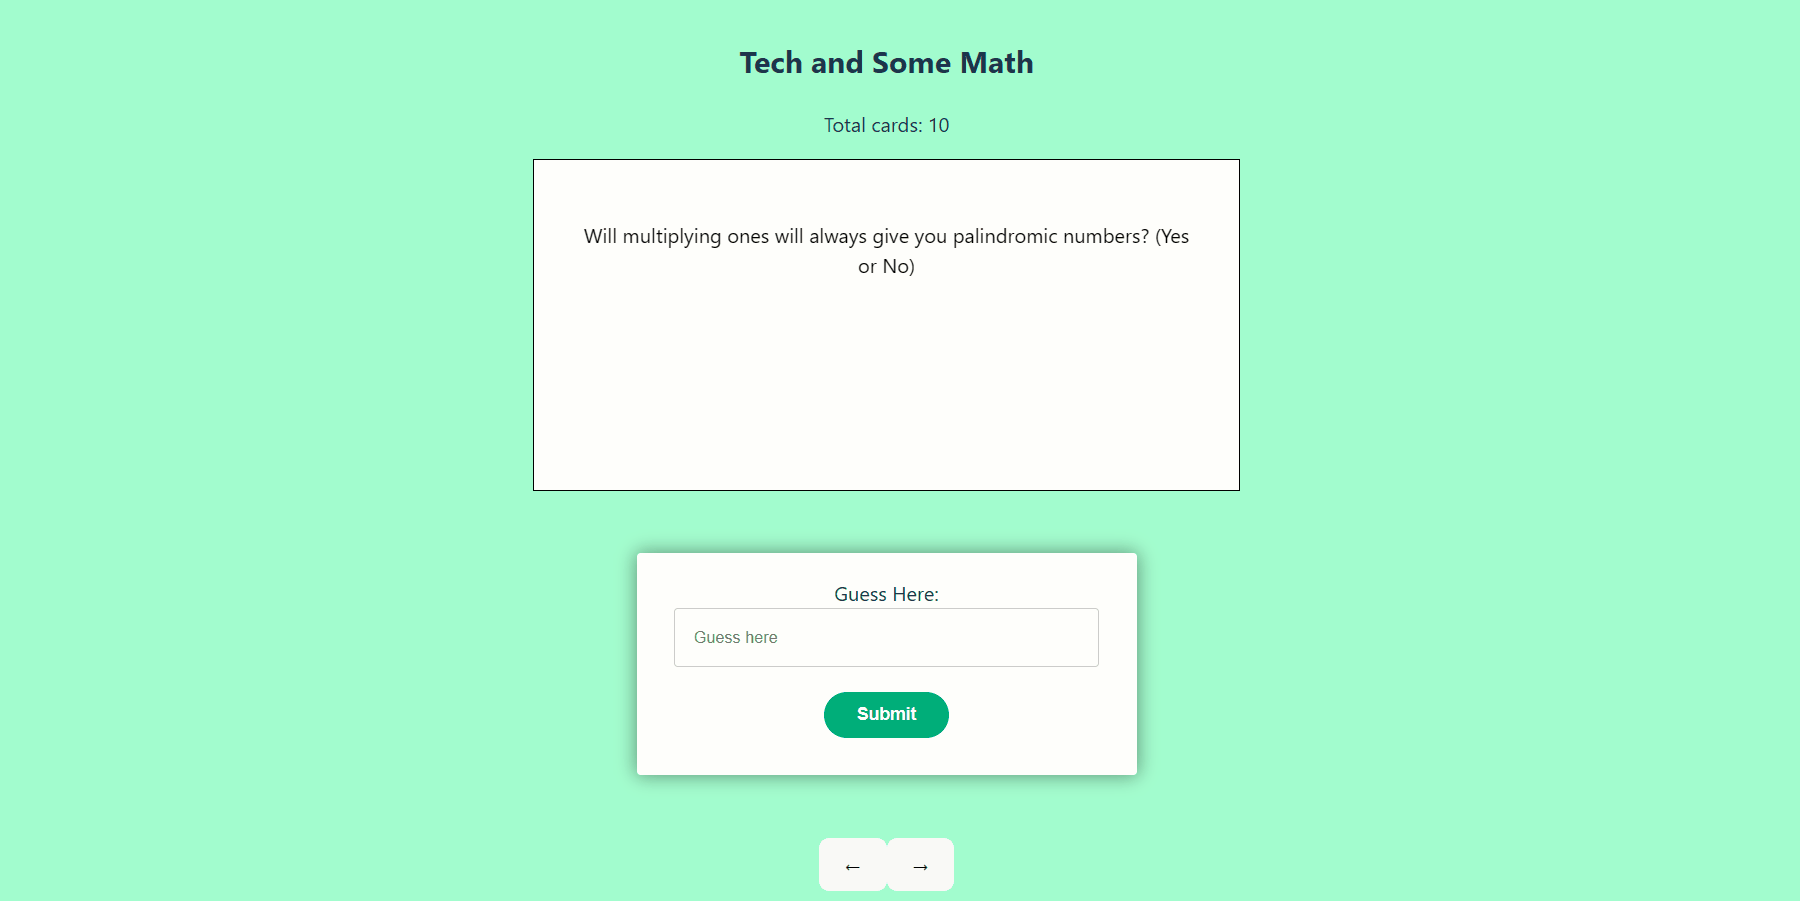 Tech and Some Math
Total cards: 10
Will multiplying ones will always give you palindromic numbers? (Yes
or No)
Guess Here:
Guess here
Submit
← →